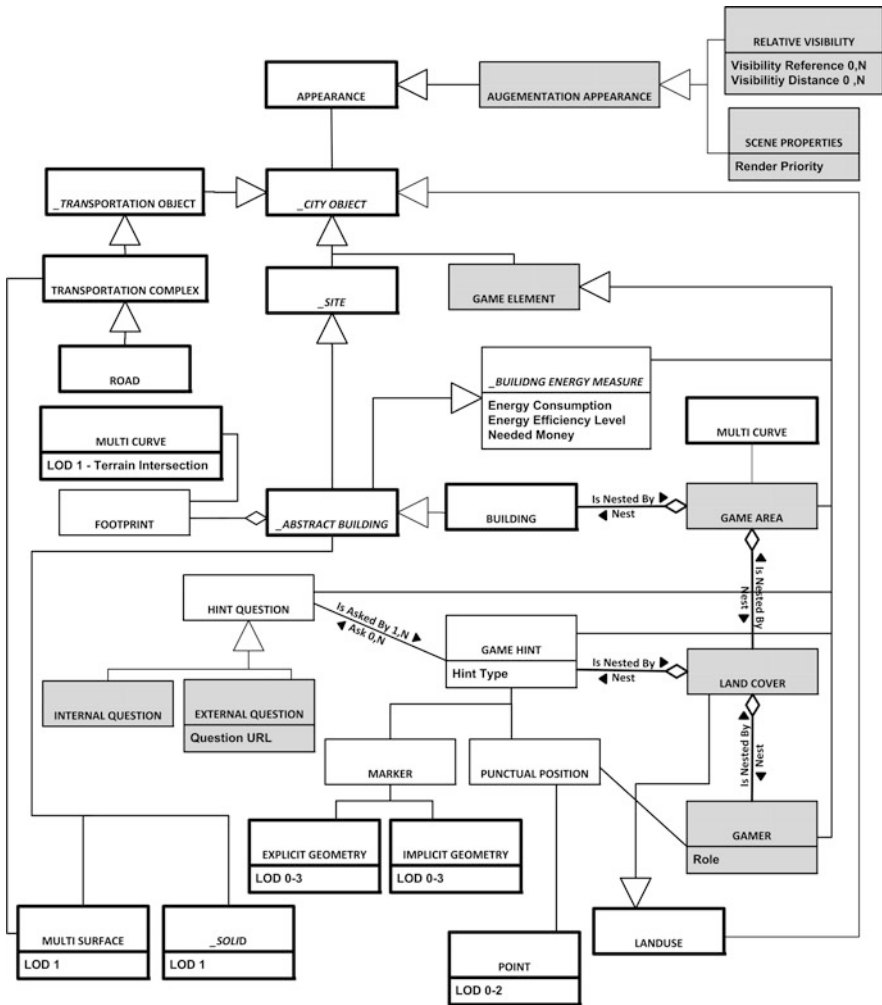 RELATIVE VISIBILITY
Visibility Reference 0,N
Visibilitiy Distance 0 ,N
APPEARANCE
AUGEMENTATION APPEARANCE
SCENE PROPERTIES
Render Priority
_TRANSPORTATION OBJECT
_CITY OBJECT
TRANSPORTATION COMPLEX
_SITE
GAME ELEMENT
ROAD
_BUILIDNG ENERGY MEASURE
Energy Consumption
Energy Efficiency Level
Needed Money
MULTI CURVE
LOD 1 - Terrain Intersection
MULTI CURVE
FOOTPRINT
_ABSTRACT BUILDING
BUILDING
Is Nested By
Nest
GAME AREA
Is Nested By
Nest
HINT QUESTION
Is Asked By 1,N
Ask 0,N
GAME HINT
Hint Type
Is Nested By
Nest
LAND COVER
INTERNAL QUESTION
EXTERNAL QUESTION
Question URL
Is Nested By
Nest
MARKER
PUNCTUAL POSITION
EXPLICIT GEOMETRY
LOD 0-3
IMPLICIT GEOMETRY
LOD 0-3
GAMER
Role
MULTI SURFACE
LOD 1
_SOLID
LOD 1
POINT
LOD 0-2
LANDUSE